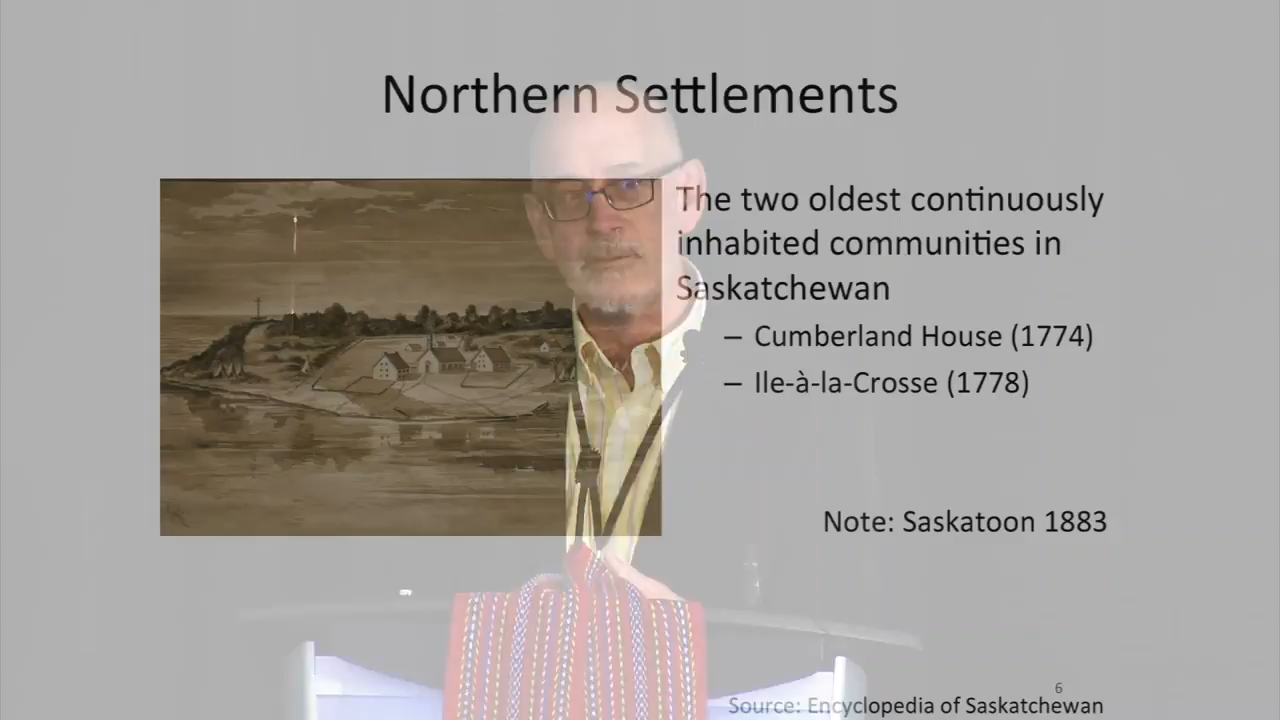 Northern Settlements
The two oldest continuously
inhabited communities in
Saskatchewan
– Cumberland House (1774)
– Ile-à-la-Crosse (1778)
Note: Saskatoon 1883
6
Source: Encyclopedia of Saskatchewan